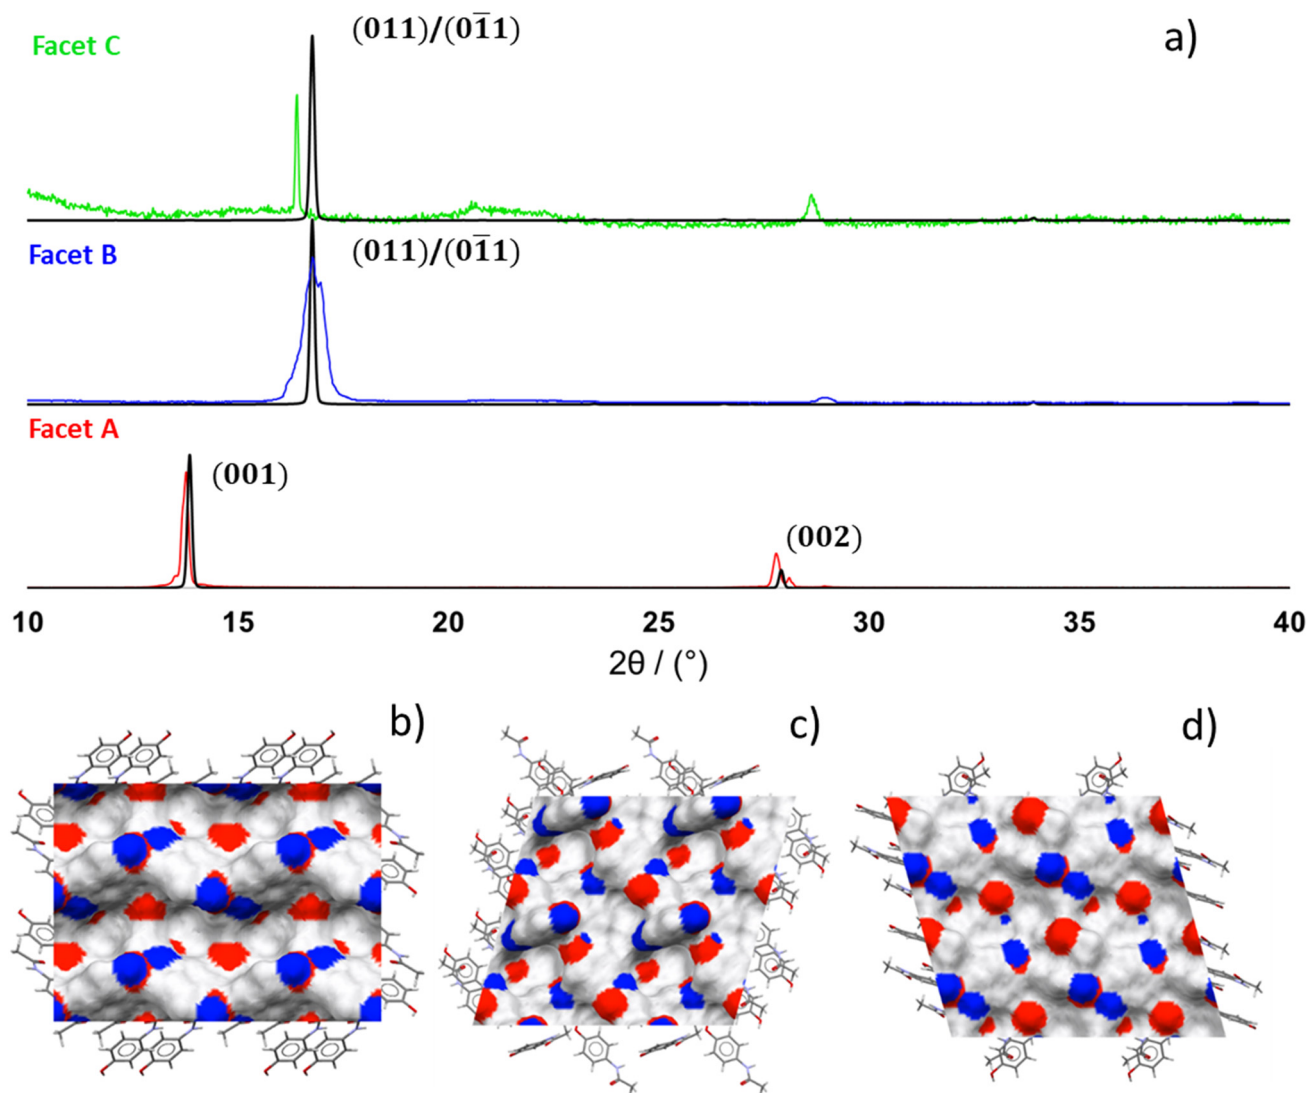 Facet C
(011)/(01̅1)
a)
Facet B
(011)/(01̅1)
Facet A
(001)
(002)
10 15 20 25 30 35 40
2θ / (°)
b)
c)
d)